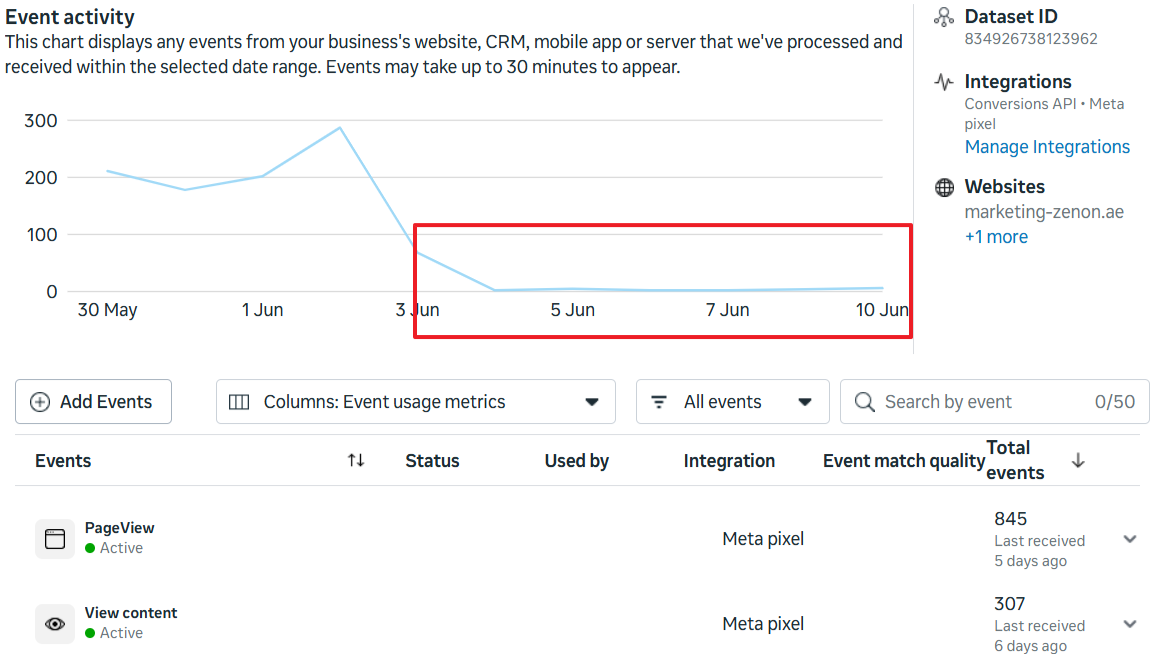 Event activity
This chart displays any events from your business's website, CRM, mobile app or server that we've processed and
received within the selected date range. Events may take up to 30 minutes to appear.
300
200
100
0
30 May 1 Jun 3 Jun 5 Jun 7 Jun 10 Jun
Dataset ID
834926738123962
Integrations
Conversions API • Meta
pixel
Manage Integrations
Websites
marketing-zenon.ae
+1 more
Add Events
Columns: Event usage metrics
All events
Search by event 0/50
Events Status Used by Integration Event match quality Total
events
PageView
Active
Meta pixel
845
Last received
5 days ago
View content
Active
Meta pixel
307
Last received
6 days ago